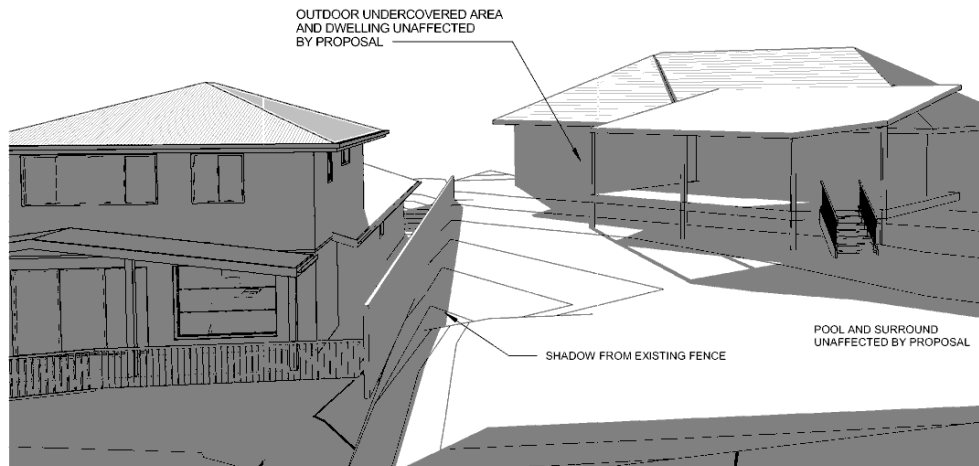 OUTDOOR UNDERCOVERED AREA
AND DWELLING UNAFFECTED
BY PROPOSAL
POOL AND SURROUND
UNAFFECTED BY PROPOSAL
SHADOW FROM EXISTING FENCE